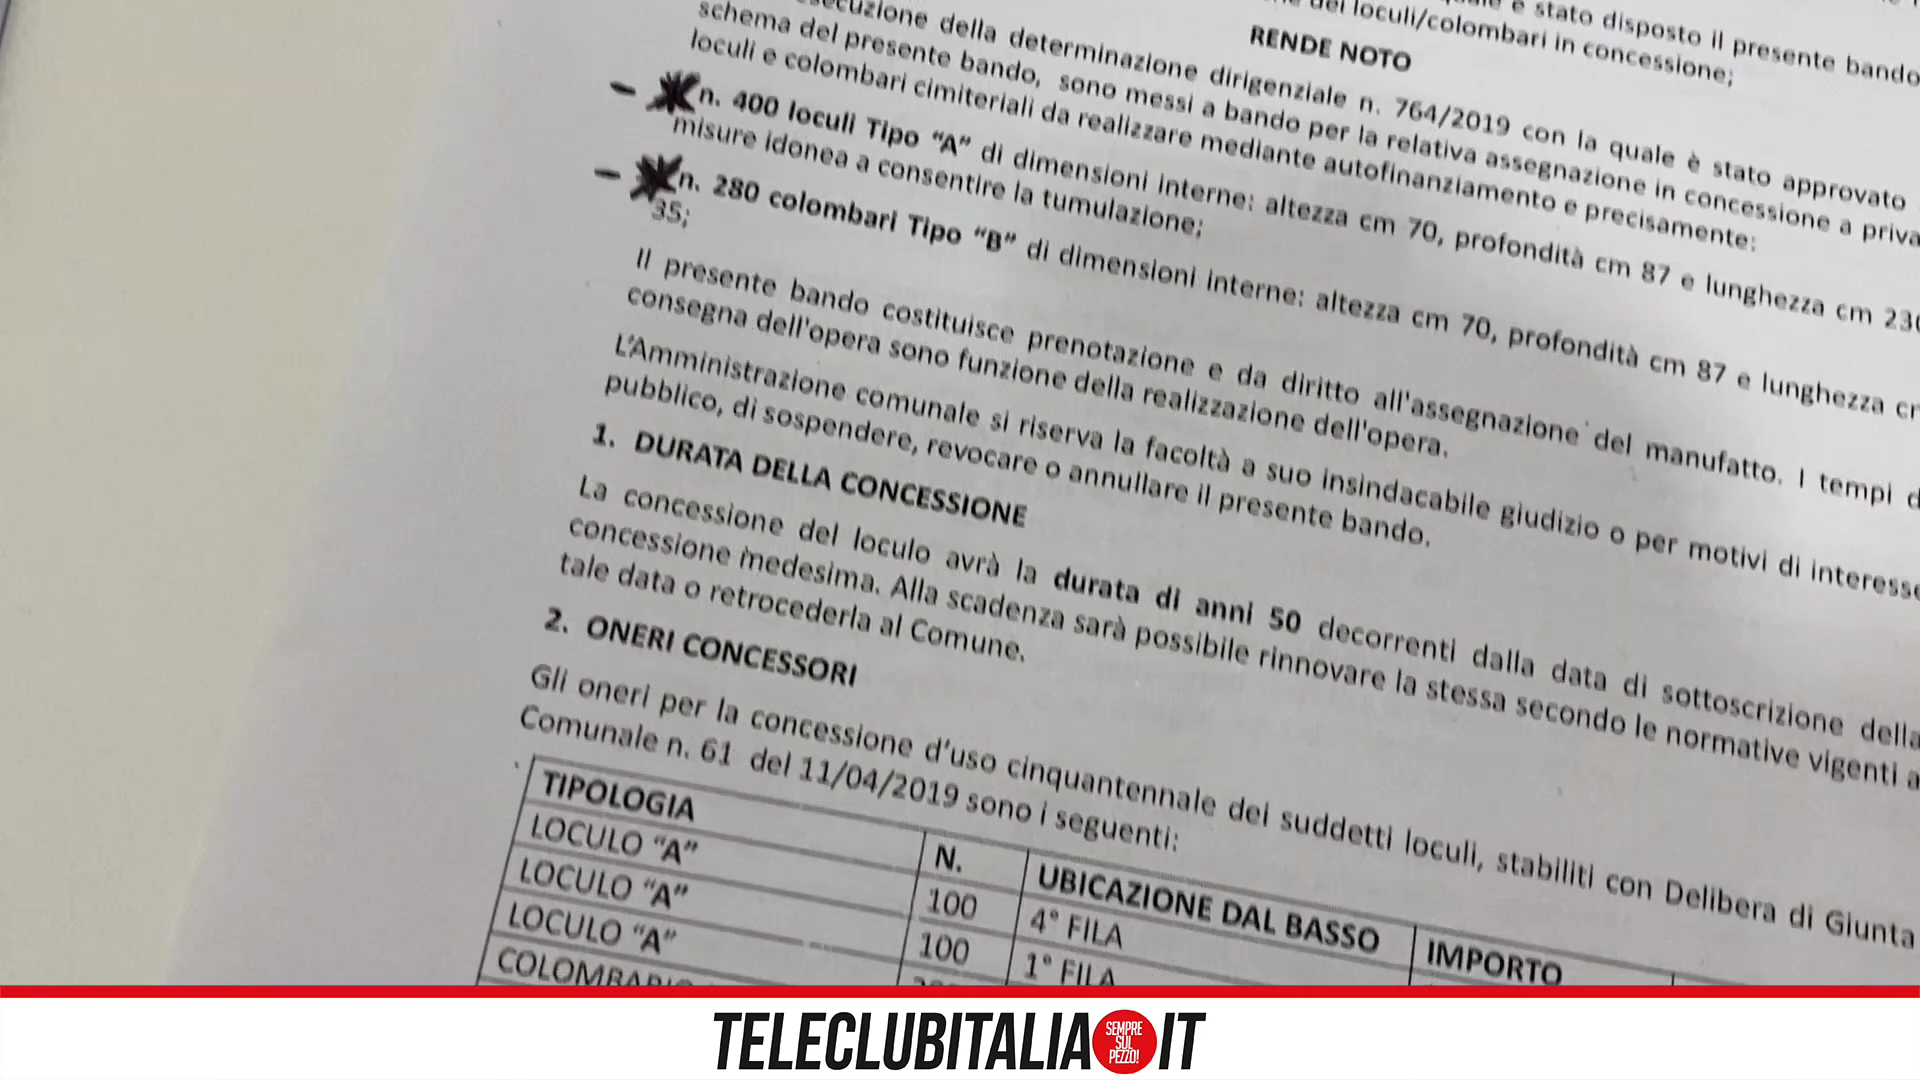 è stato disposto il presente bando
dei loculi/colombari in concessione;
RENDE NOTO
della determinazione dirigenziale n. 764/2019 con la quale è stato approvato
schema del presente bando, sono messi a bando per la relativa assegnazione in concessione a
loculi e colombari cimiteriali da realizzare mediante autofinanziamento e precisamente:
– n. 400 loculi Tipo “A” di dimensioni interne: altezza cm 70, profondità cm 87 e lunghezza cm
misure idonea a consentire la tumulazione;
– n. 280 colombari Tipo “B” di dimensioni interne: altezza cm 70, profondità cm 87 e lunghezza
35;
Il presente bando costituisce prenotazione e da diritto all'assegnazione del manufatto. I tempi
consegna dell'opera sono funzione della realizzazione dell'opera.
L’Amministrazione comunale si riserva la facoltà a suo insindacabile giudizio o per motivi di interesse
pubblico, di sospendere, revocare o annullare il presente bando.
1. DURATA DELLA CONCESSIONE
La concessione del loculo avrà la durata di anni 50 decorrenti dalla data di sottoscrizione della
concessione medesima. Alla scadenza sarà possibile rinnovare la stessa secondo le normative vigenti a
tale data o retrocederla al Comune.
2. ONERI CONCESSORI
Gli oneri per la concessione d’uso cinquantennale dei suddetti loculi, stabiliti con Delibera di Giunta
Comunale n. 61 del 11/04/2019 sono i seguenti:
TIPOLOGIA N. UBICAZIONE DAL BASSO IMPORTO
LOCULO “A” 100 4° FILA
LOCULO “A” 100 1° FILA
LOCULO “A”
TELECLUBITALIA SEMPRE SUL PEZZO! IT